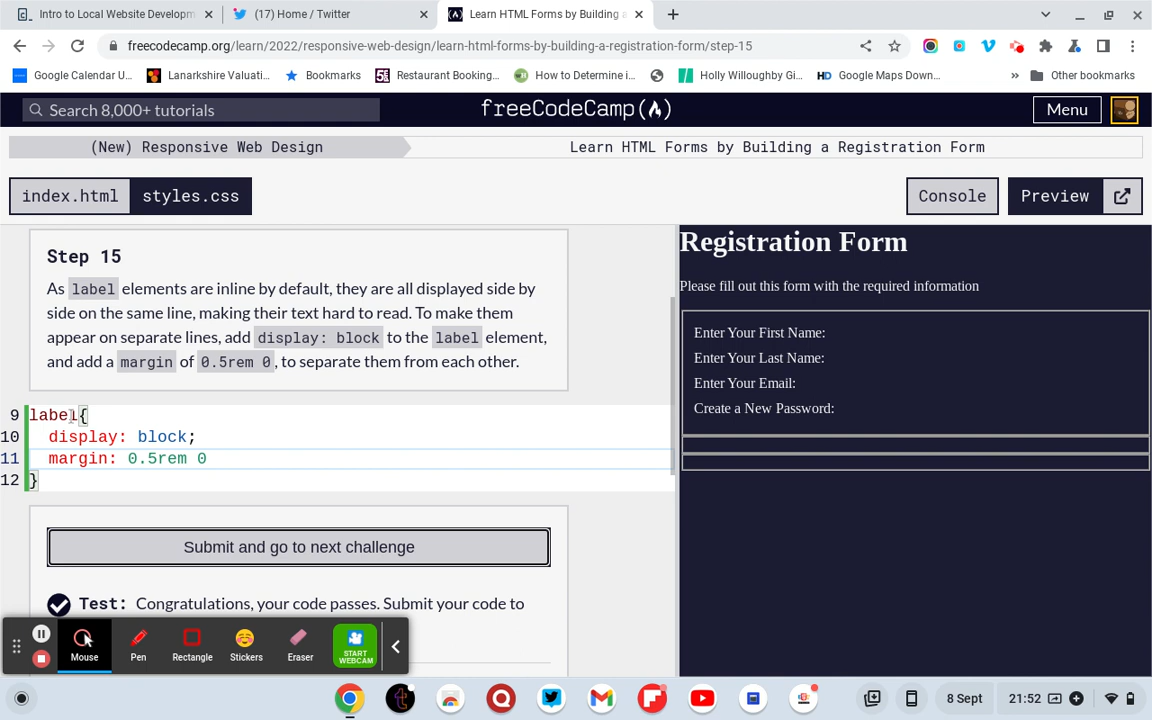 Intro to Local Website Developm
(17) Home / Twitter
Learn HTML Forms by Building a
freecodecamp.org/learn/2022/responsive-web-design/learn-html-forms-by-building-a-registration-form/step-15
Google Calendar U...
Lanarkshire Valuati...
Bookmarks
Restaurant Booking...
How to Determine i...
Holly Willoughby Gi...
HD Google Maps Down...
»
Other bookmarks
Search 8,000+ tutorials
freeCodeCamp
Menu
(New) Responsive Web Design
Learn HTML Forms by Building a Registration Form
index.html
styles.css
Console
Preview
Step 15
As label elements are inline by default, they are all displayed side by
side on the same line, making their text hard to read. To make them
appear on separate lines, add display: block to the label element,
and add a margin of 0.5rem 0, to separate them from each other.
9 label{
10 display: block;
11 margin: 0.5rem 0
12 }
Submit and go to next challenge
Test: Congratulations, your code passes. Submit your code to
Registration Form
Please fill out this form with the required information
Enter Your First Name:
Enter Your Last Name:
Enter Your Email:
Create a New Password:
Mouse
Pen
Rectangle
Stickers
Eraser
START
WEBCAM
8 Sept
21:52